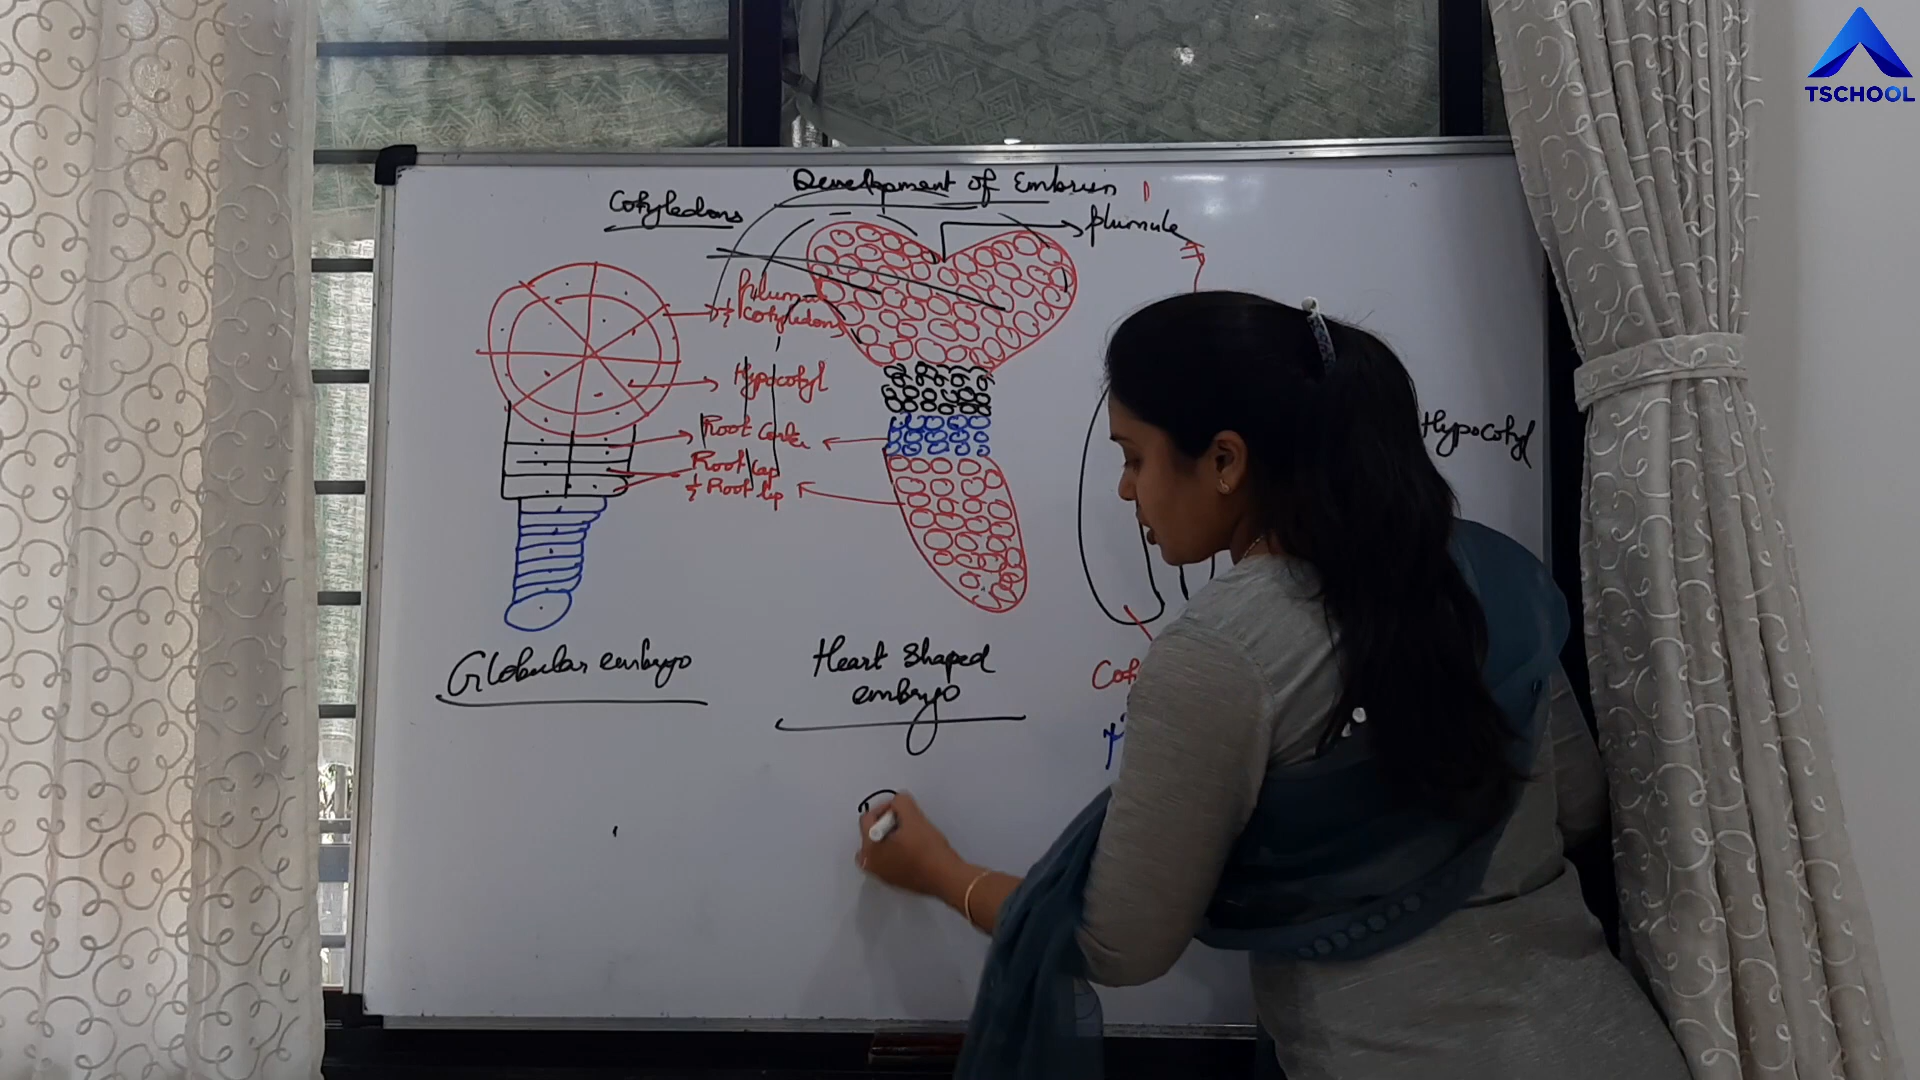 TSCHOOL
Development of Embryo
Cotyledons
plumule
Cotyledons
Hypocotyl
Hypocotyl
Root Cortex
Root Cap
Root tip
Globular embryo
Heart Shaped
embryo